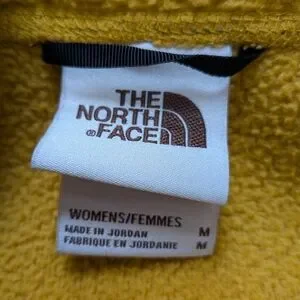 THE
NORTH
®FACE
WOMENS/FEMMES
MADE IN JORDAN M
FABRIQUE EN JORDANIE M